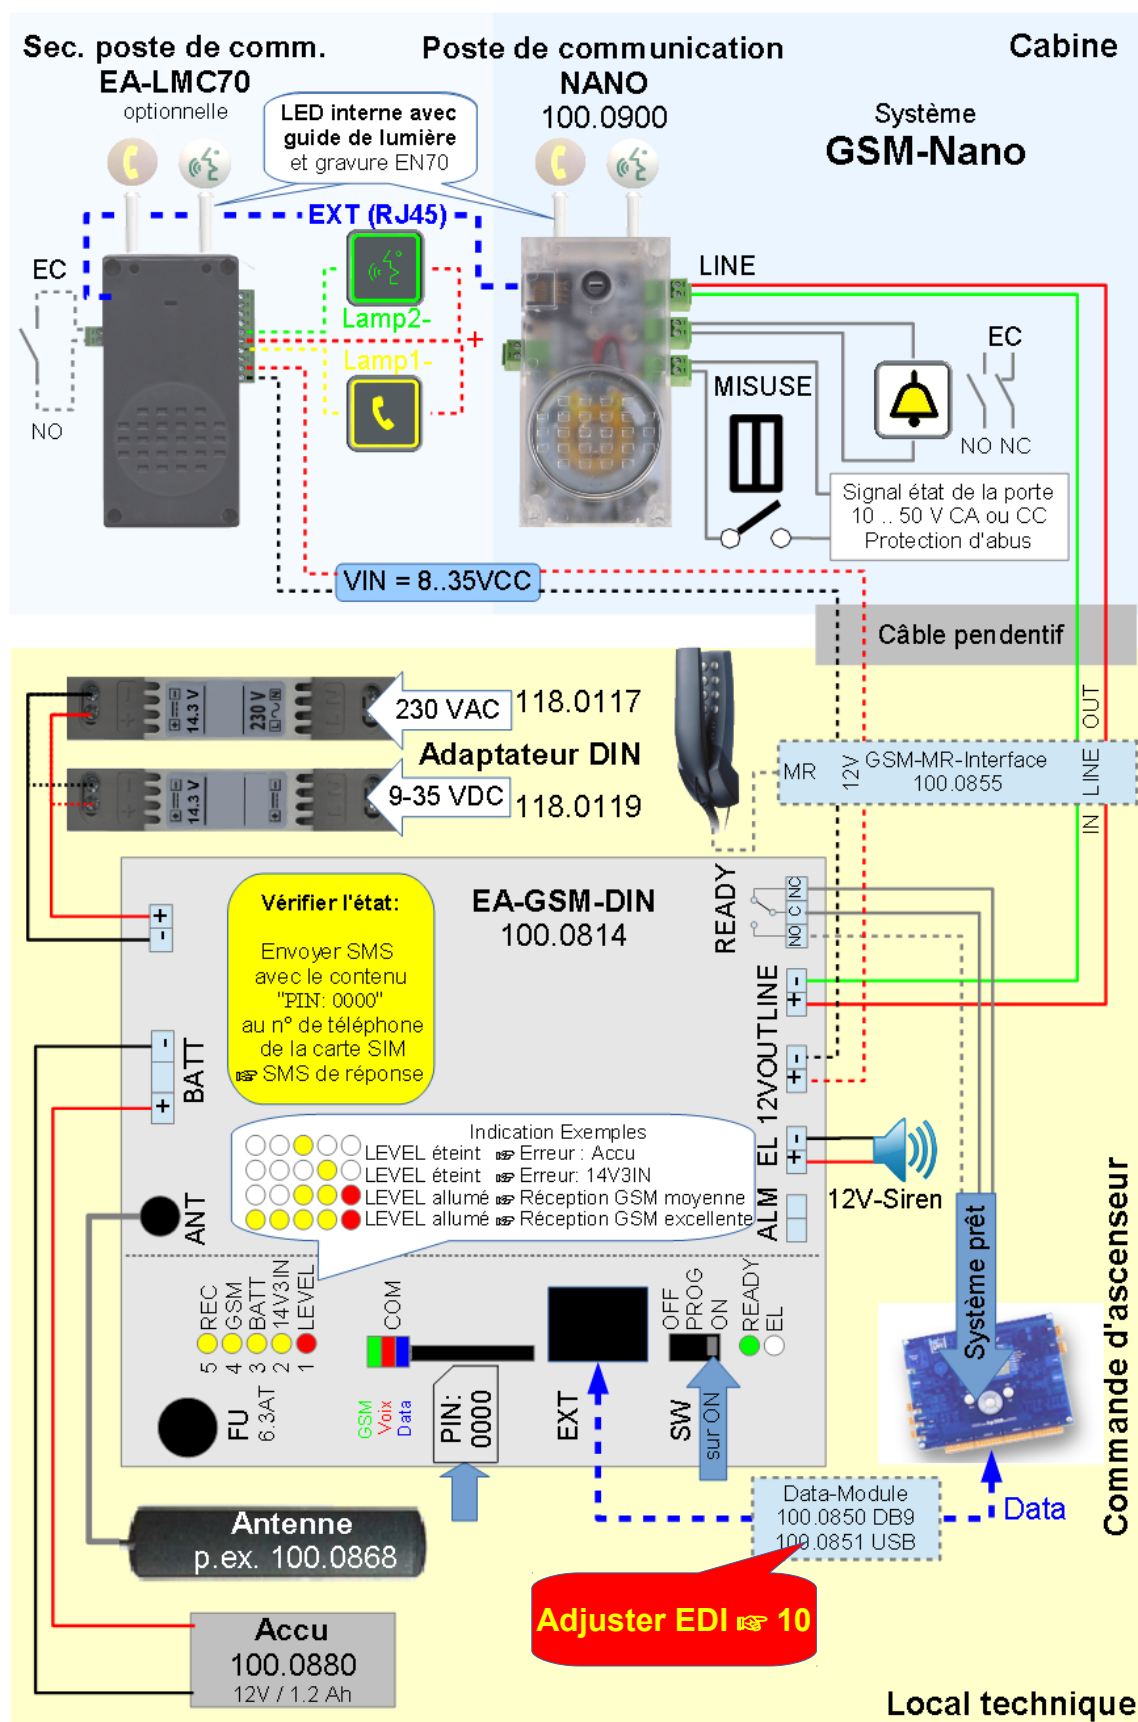 Sec. poste de comm.
EA-LMC70
optionnelle
Poste de communication
NANO
100.0900
Cabine
Système
GSM-Nano
LED interne avec
guide de lumière
et gravure EN70
EXT (RJ45)
EC
NO
Lamp2-
+
Lamp1-
LINE
MISUSE
EC
NO NC
Signal état de la porte
10 .. 50 V CA ou CC
Protection d'abus
VIN = 8..35VCC
Câble pendentif
14.3 V
230 V
L N
230 VAC
118.0117
Adaptateur DIN
14.3 V
9-35 VDC
118.0119
MR
12V
GSM-MR-Interface
100.0855
IN LINE OUT
EA-GSM-DIN
100.0814
READY
NO C NC
Vérifier l'état:
Envoyer SMS
avec le contenu
"PIN: 0000"
au n° de téléphone
de la carte SIM
☞ SMS de réponse
+
-
-
+
BATT
LINE
- +
12VOUT
- +
EL
- +
ALM
12V-Siren
Indication Exemples
LEVEL éteint ☞ Erreur : Accu
LEVEL éteint ☞ Erreur: 14V3IN
LEVEL allumé ☞ Réception GSM moyenne
LEVEL allumé ☞ Réception GSM excellente
ANT
5 REC
4 GSM
3 BATT
2 14V3IN
1 LEVEL
COM
GSM
Voix
Data
PIN:
0000
EXT
OFF
PROG
ON
SW
sur ON
READY
EL
FU
6.3AT
Système prêt
Commande d'ascenseur
Data-Module
100.0850 DB9
100.0851 USB
Data
Antenne
p.ex. 100.0868
Adjuster EDI ☞ 10
Accu
100.0880
12V / 1.2 Ah
Local technique